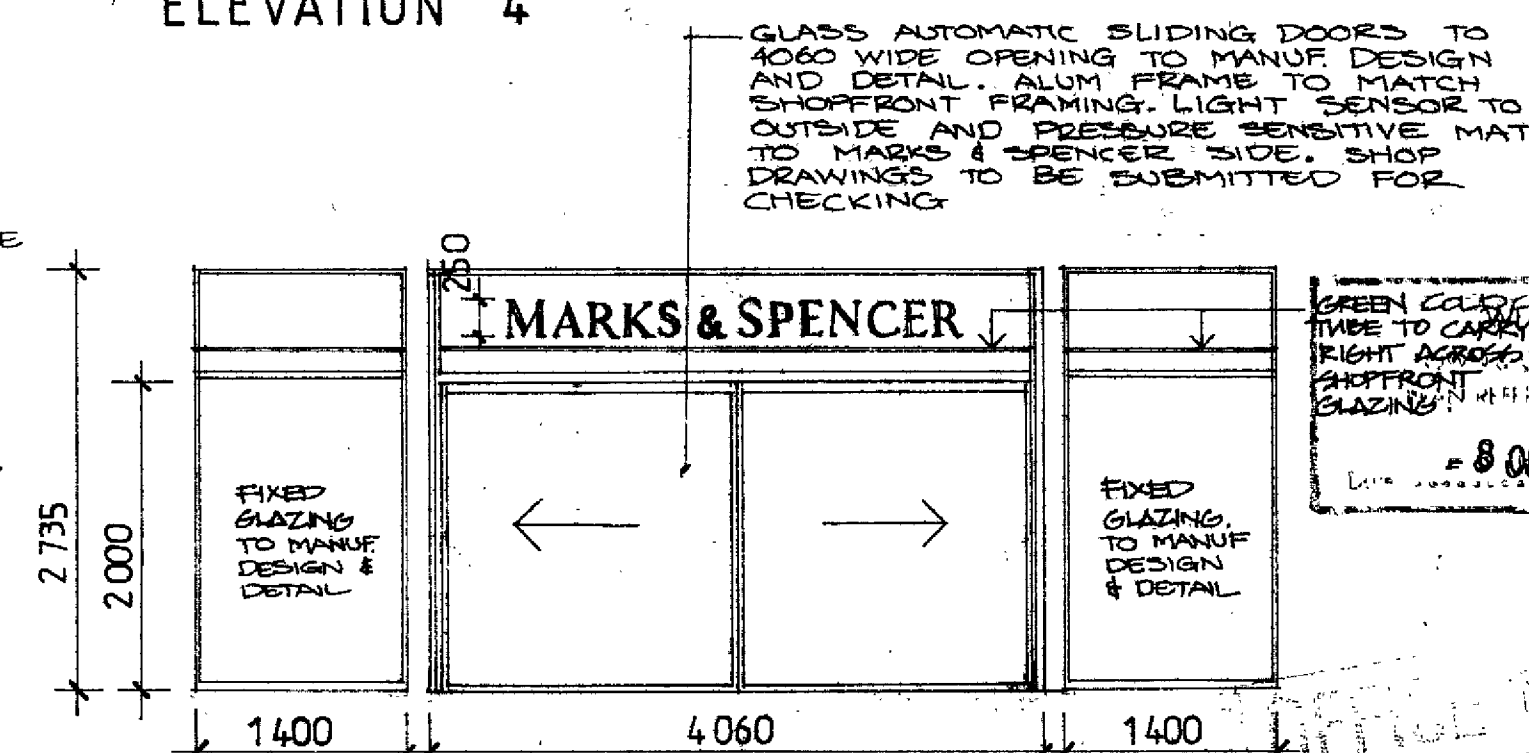 ELEVATION 4
GLASS AUTOMATIC SLIDING DOORS TO
4060 WIDE OPENING TO MANUF. DESIGN
AND DETAIL. ALUM FRAME TO MATCH
SHOPFRONT FRAMING. LIGHT SENSOR TO
OUTSIDE AND PRESSURE SENSITIVE MAT
TO MARKS & SPENCER SIDE. SHOP
DRAWINGS TO BE SUBMITTED FOR
CHECKING
250
MARKS & SPENCER
GREEN
TUBE TO CARRY
RIGHT ACROSS
SHOPFRONT
GLAZING.
2735
2000
FIXED
GLAZING
TO MANUF.
DESIGN &
DETAIL
FIXED
GLAZING.
TO MANUF
DESIGN
& DETAIL
1400
4060
1400